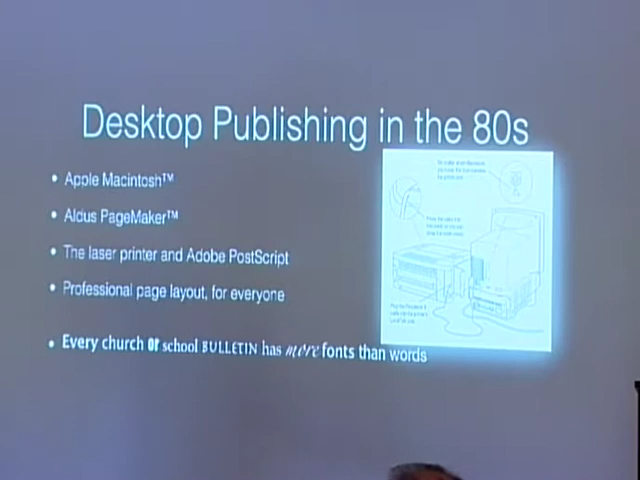 Desktop Publishing in the 80s
• Apple Macintosh™
• Aldus PageMaker™
• The laser printer and Adobe PostScript
• Professional page layout, for everyone
• Every church or school BULLETIN has more fonts than words